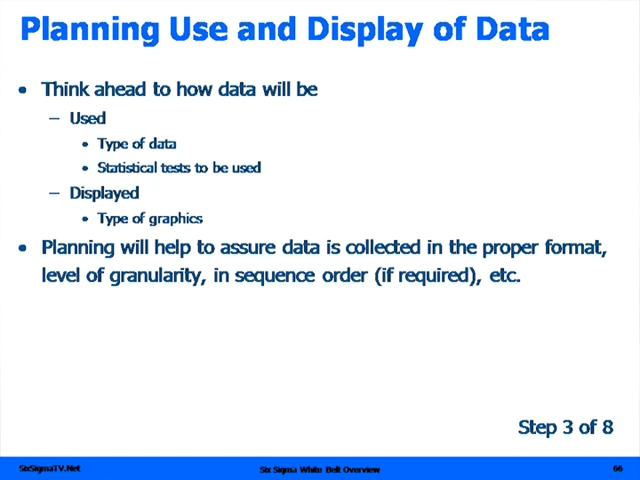 Planning Use and Display of Data
• Think ahead to how data will be
– Used
• Type of data
• Statistical tests to be used
– Displayed
• Type of graphics
• Planning will help to assure data is collected in the proper format,
level of granularity, in sequence order (if required), etc.
Step 3 of 8
SixSigmaTV.Net
Six Sigma White Belt Overview
66